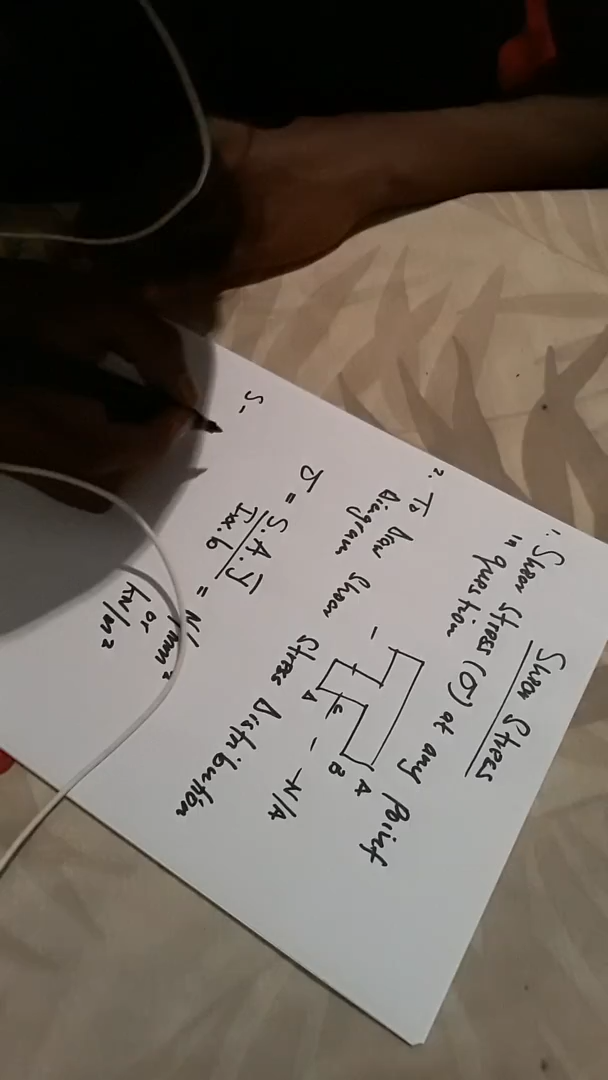 Shear Stress
1. Shear Stress (σ) at any point
in question
A
B
C
D
- N/A
2. To draw Shear Stress Distribution
Diagram
σ = S.A.ȳ / Ixx.b = N/mm²
or
kN/m²
S -